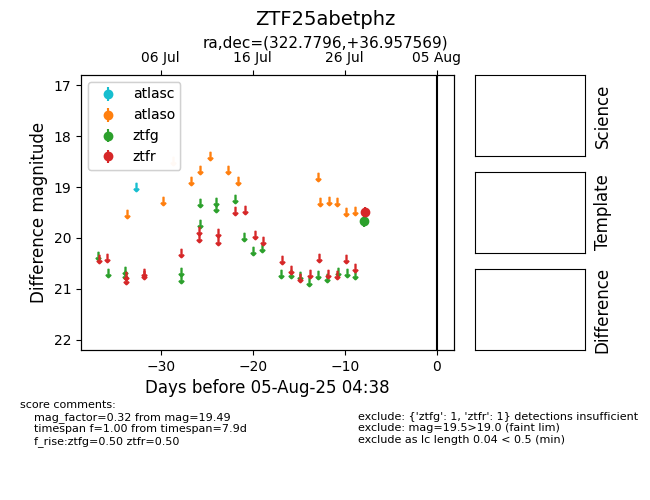 ZTF25abetphz
ra,dec=(322.7796,+36.957569)
06 Jul 16 Jul 26 Jul 05 Aug
17
18
19
20
21
22
Difference magnitude
atlasc
atlaso
ztfg
ztfr
−30 −20 −10 0
Days before 05-Aug-25 04:38
Science
Template
Difference
score comments:
mag_factor=0.32 from mag=19.49
timespan f=1.00 from timespan=7.9d
f_rise:ztfg=0.50 ztfr=0.50
exclude: {'ztfg': 1, 'ztfr': 1} detections insufficient
exclude: mag=19.5>19.0 (faint lim)
exclude as lc length 0.04 < 0.5 (min)